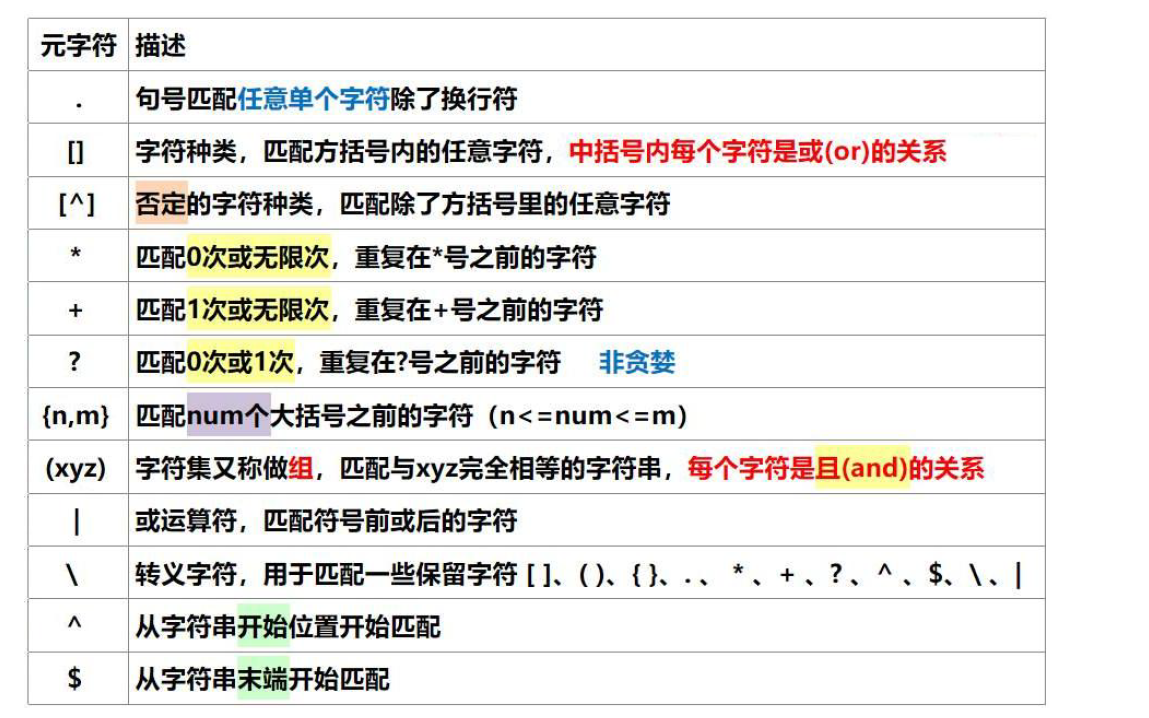 元字符 描述
. 句号匹配任意单个字符除了换行符
[] 字符种类，匹配方括号内的任意字符，中括号内每个字符是或(or)的关系
[^] 否定的字符种类，匹配除了方括号里的任意字符
* 匹配0次或无限次，重复在*号之前的字符
+ 匹配1次或无限次，重复在+号之前的字符
? 匹配0次或1次，重复在?号之前的字符 非贪婪
{n,m} 匹配num个大括号之前的字符（n<=num<=m）
(xyz) 字符集又称做组，匹配与xyz完全相等的字符串，每个字符是且(and)的关系
| 或运算符，匹配符号前或后的字符
\ 转义字符，用于匹配一些保留字符 [ ]、( )、{ }、. 、 * 、+ 、? 、^ 、$、\ 、|
^ 从字符串开始位置开始匹配
$ 从字符串末端开始匹配